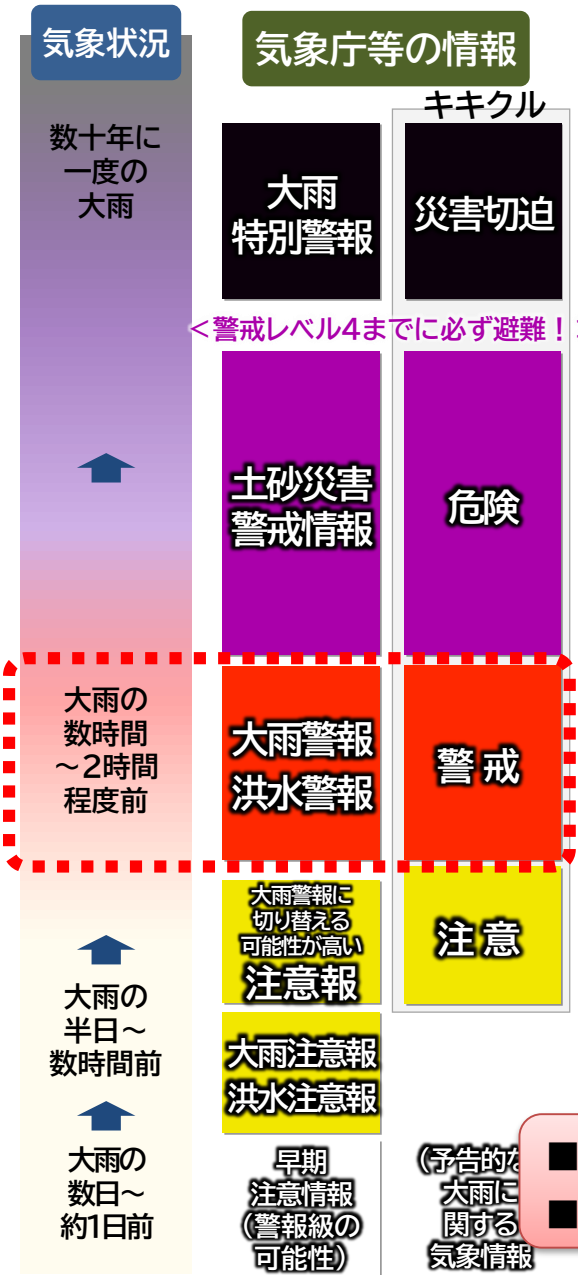 気象状況
気象庁等の情報
キキクル
数十年に
一度の
大雨
大雨
特別警報
災害切迫
＜警戒レベル4までに必ず避難！
土砂災害
警戒情報
危険
大雨の
数時間
～2時間
程度前
大雨警報
洪水警報
警戒
大雨警報に
切り替える
可能性が高い
注意報
注意
大雨の
半日～
数時間前
大雨注意報
洪水注意報
大雨の
数日～
約1日前
早期
注意情報
（警報級の
可能性）
（予告的な
大雨に
関する
気象情報
■
■